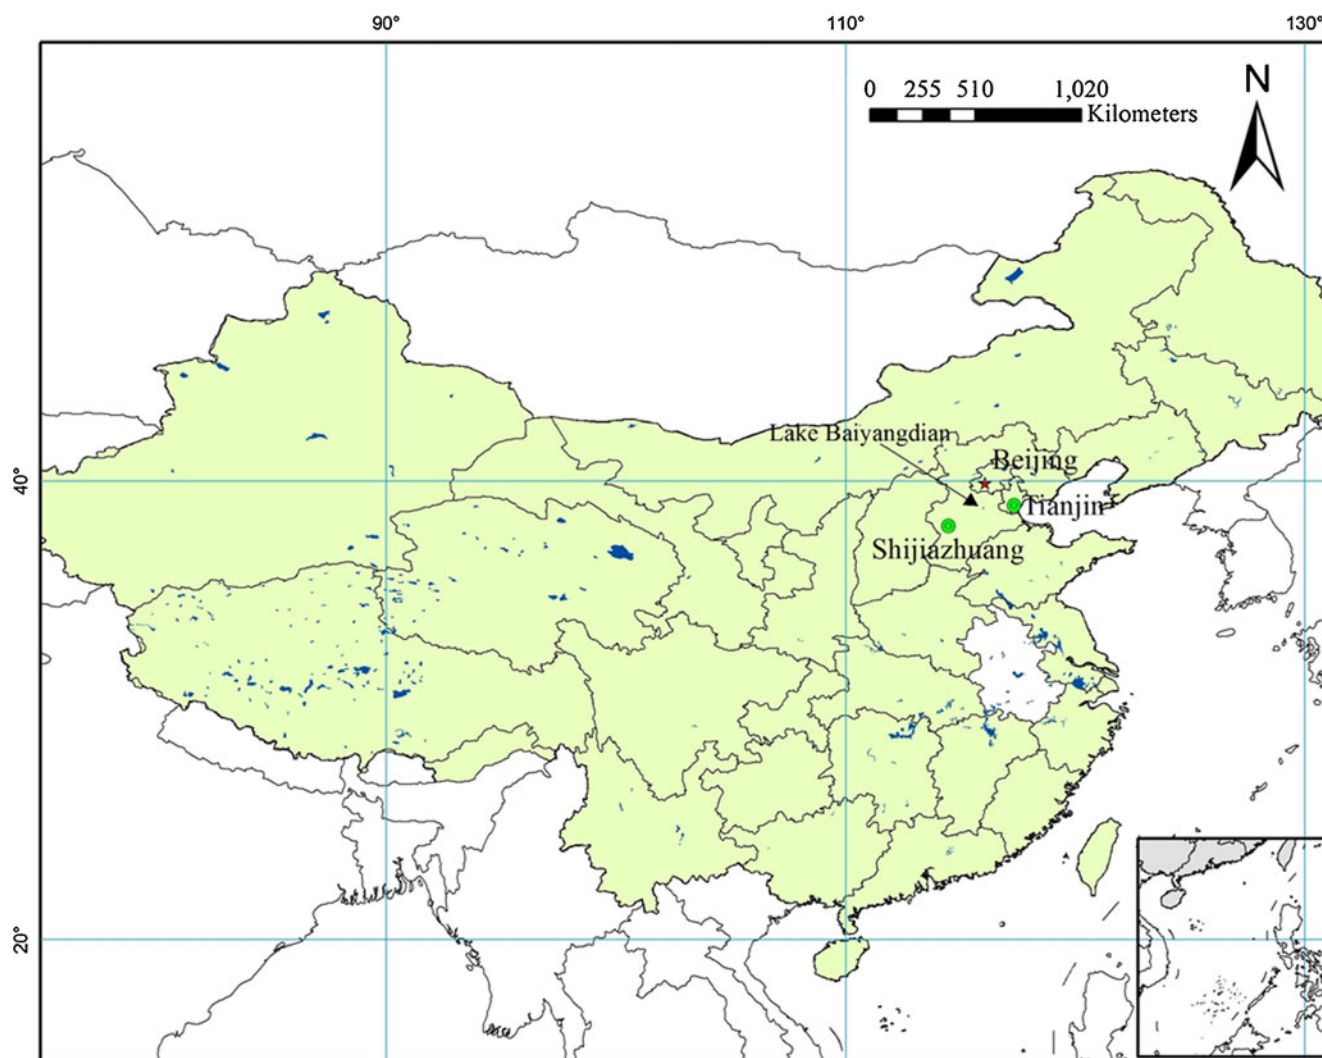 90°
110°
130°
N
0 255 510 1,020
Kilometers
Lake Baiyangdian
Beijing
40°
Tianjin
Shijiazhuang
20°